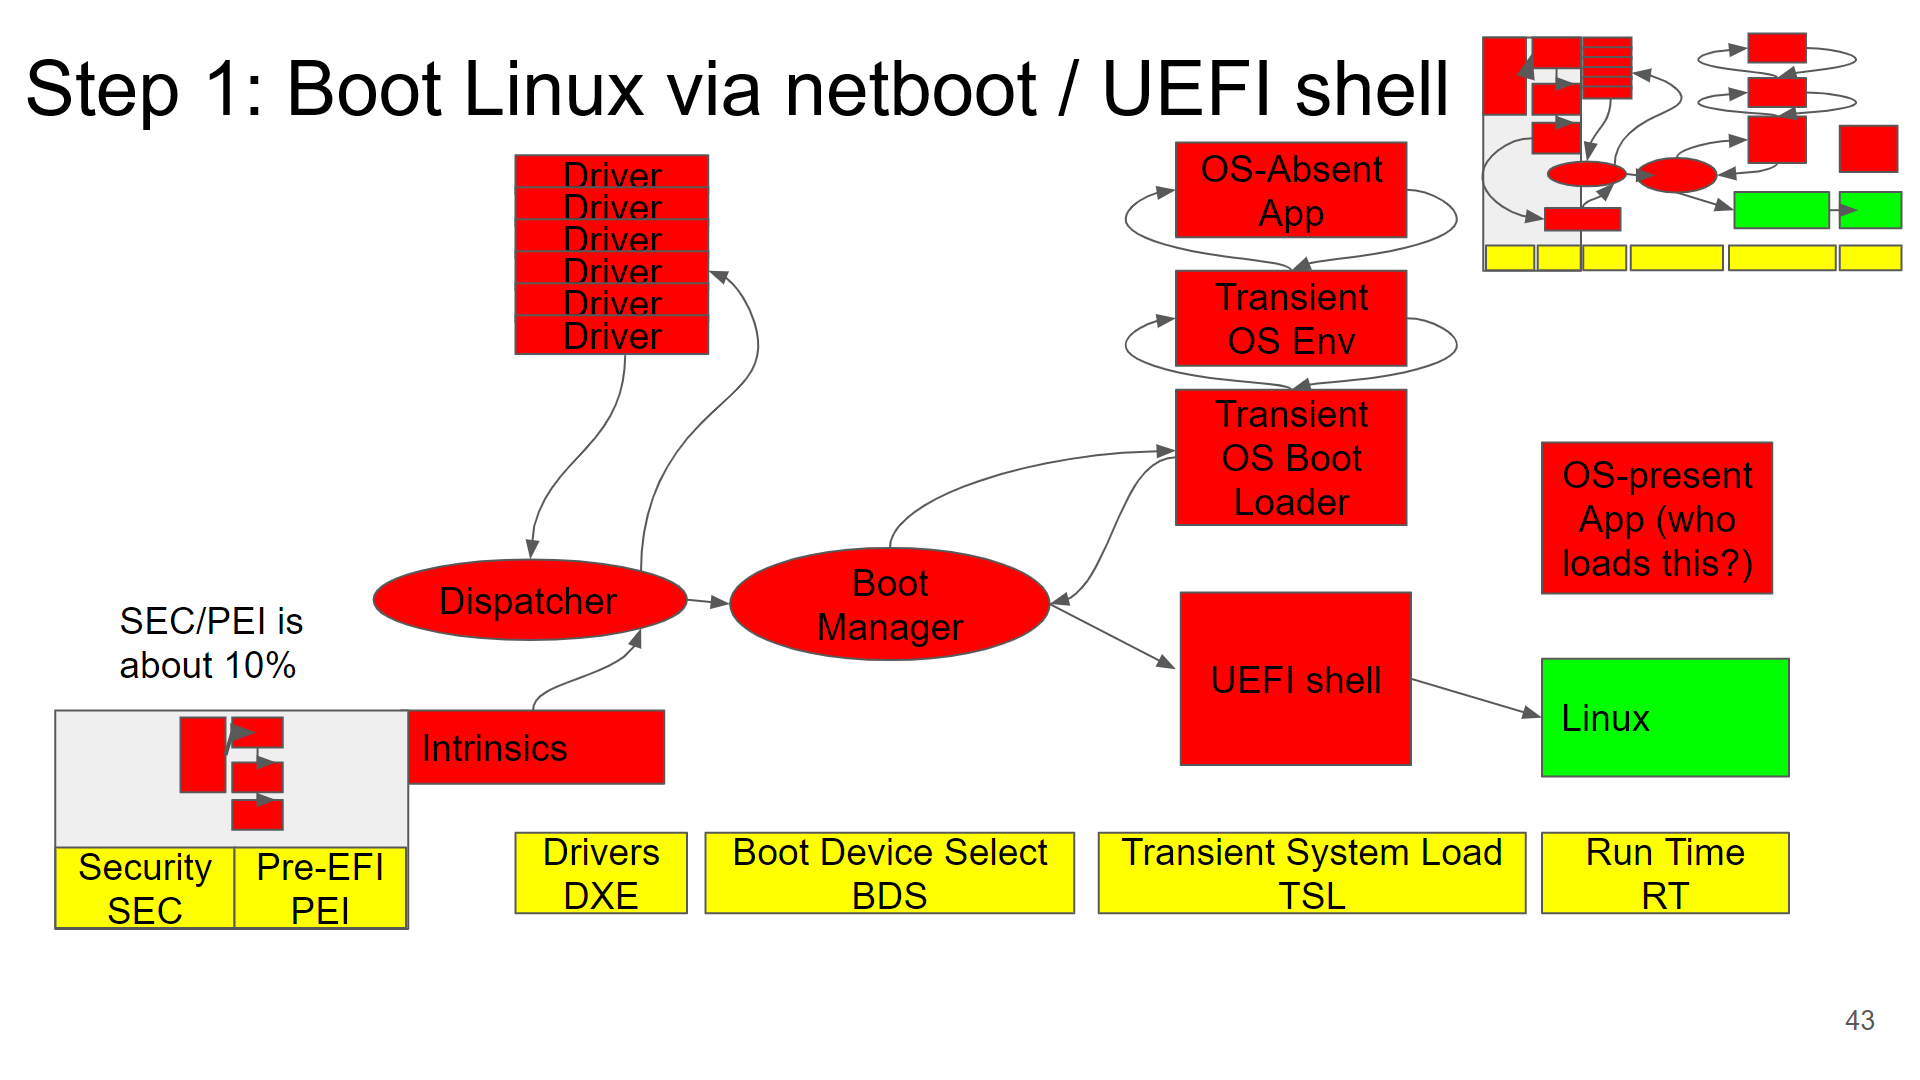 Step 1: Boot Linux via netboot / UEFI shell
Driver
Driver
Driver
Driver
Driver
Driver
OS-Absent
App
Transient
OS Env
Transient
OS Boot
Loader
OS-present
App (who
loads this?)
Dispatcher
Boot
Manager
SEC/PEI is
about 10%
UEFI shell
Linux
Intrinsics
Security
SEC
Pre-EFI
PEI
Drivers
DXE
Boot Device Select
BDS
Transient System Load
TSL
Run Time
RT
43